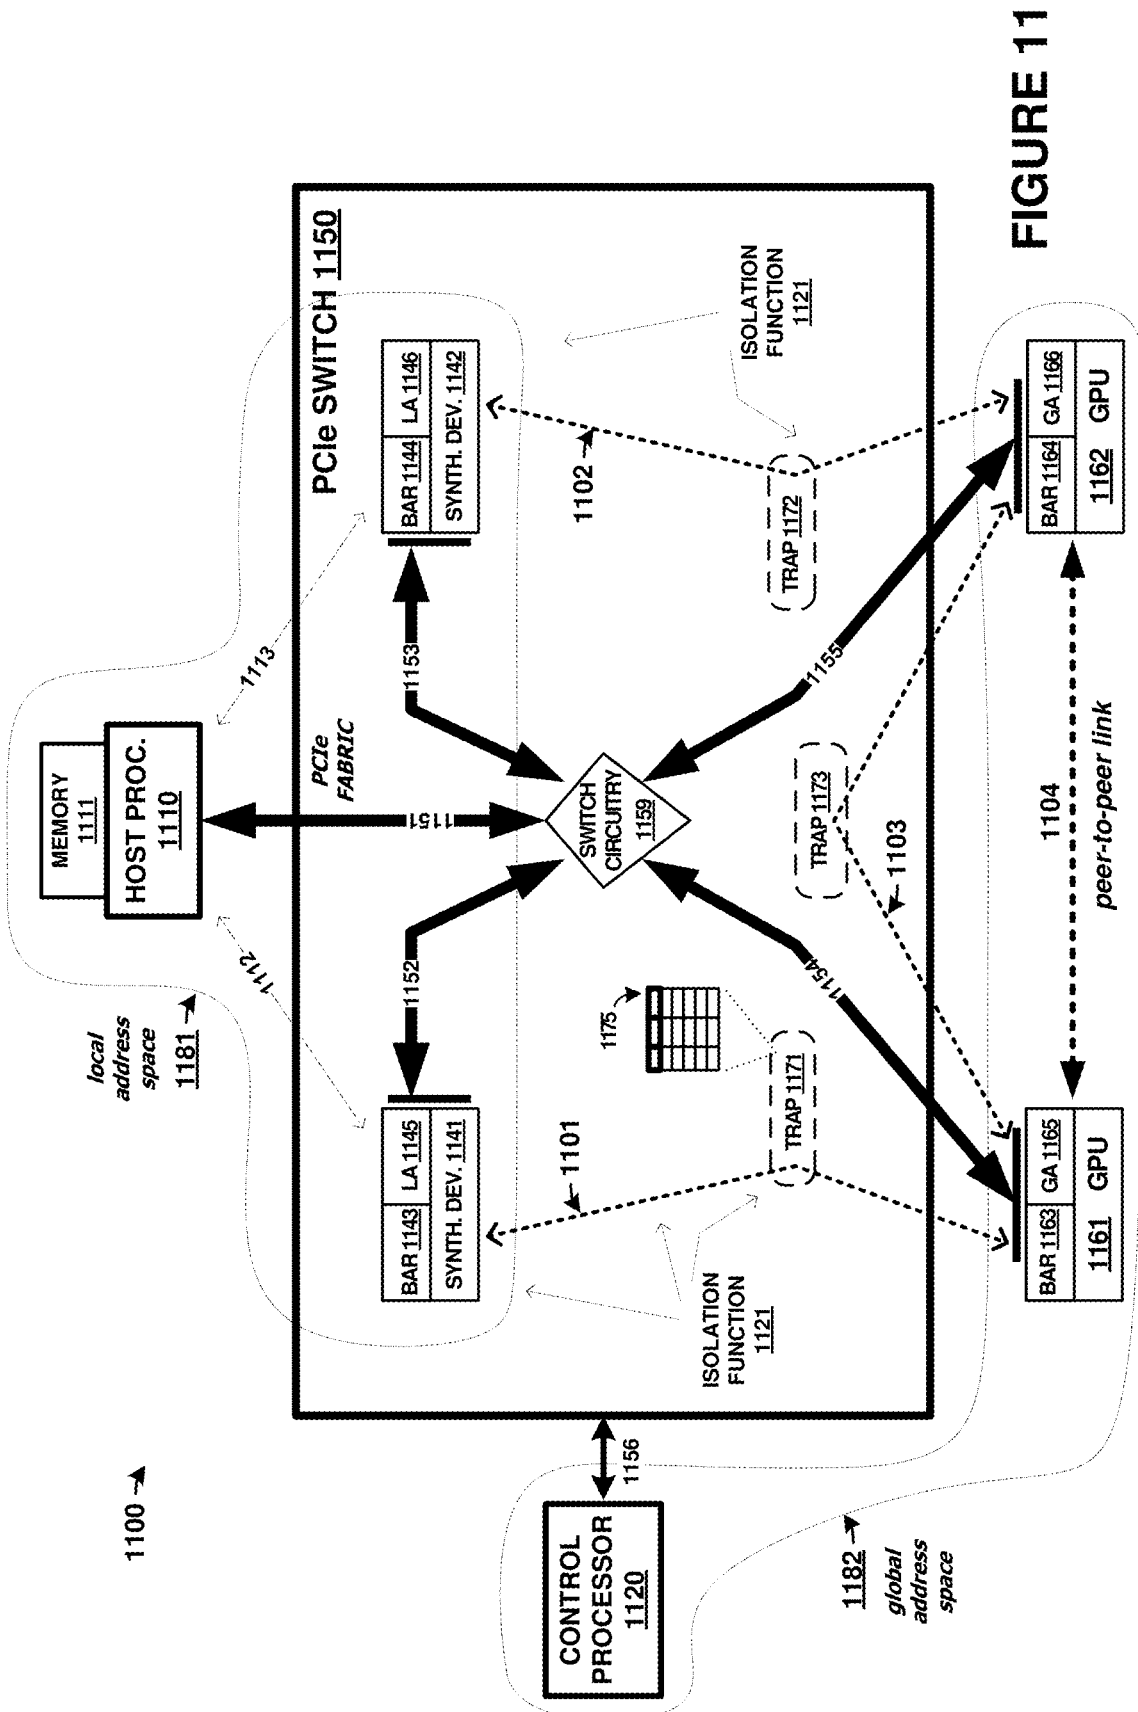 1100
MEMORY
1111
HOST PROC.
1110
local
address
space
1181
1112
1113
PCIe SWITCH 1150
PCIe
FABRIC
1151
BAR 1143
LA 1145
SYNTH. DEV. 1141
1152
1153
BAR 1144
LA 1146
SYNTH. DEV. 1142
CONTROL
PROCESSOR
1120
1156
1101
SWITCH
CIRCUITRY
1159
1102
1175
ISOLATION
FUNCTION
1121
ISOLATION
FUNCTION
1121
TRAP 1171
TRAP 1173
TRAP 1172
1154
1155
1103
1182
global
address
space
BAR 1163
GA 1165
1161 GPU
BAR 1164
GA 1166
1162 GPU
1104
peer-to-peer link
FIGURE 11